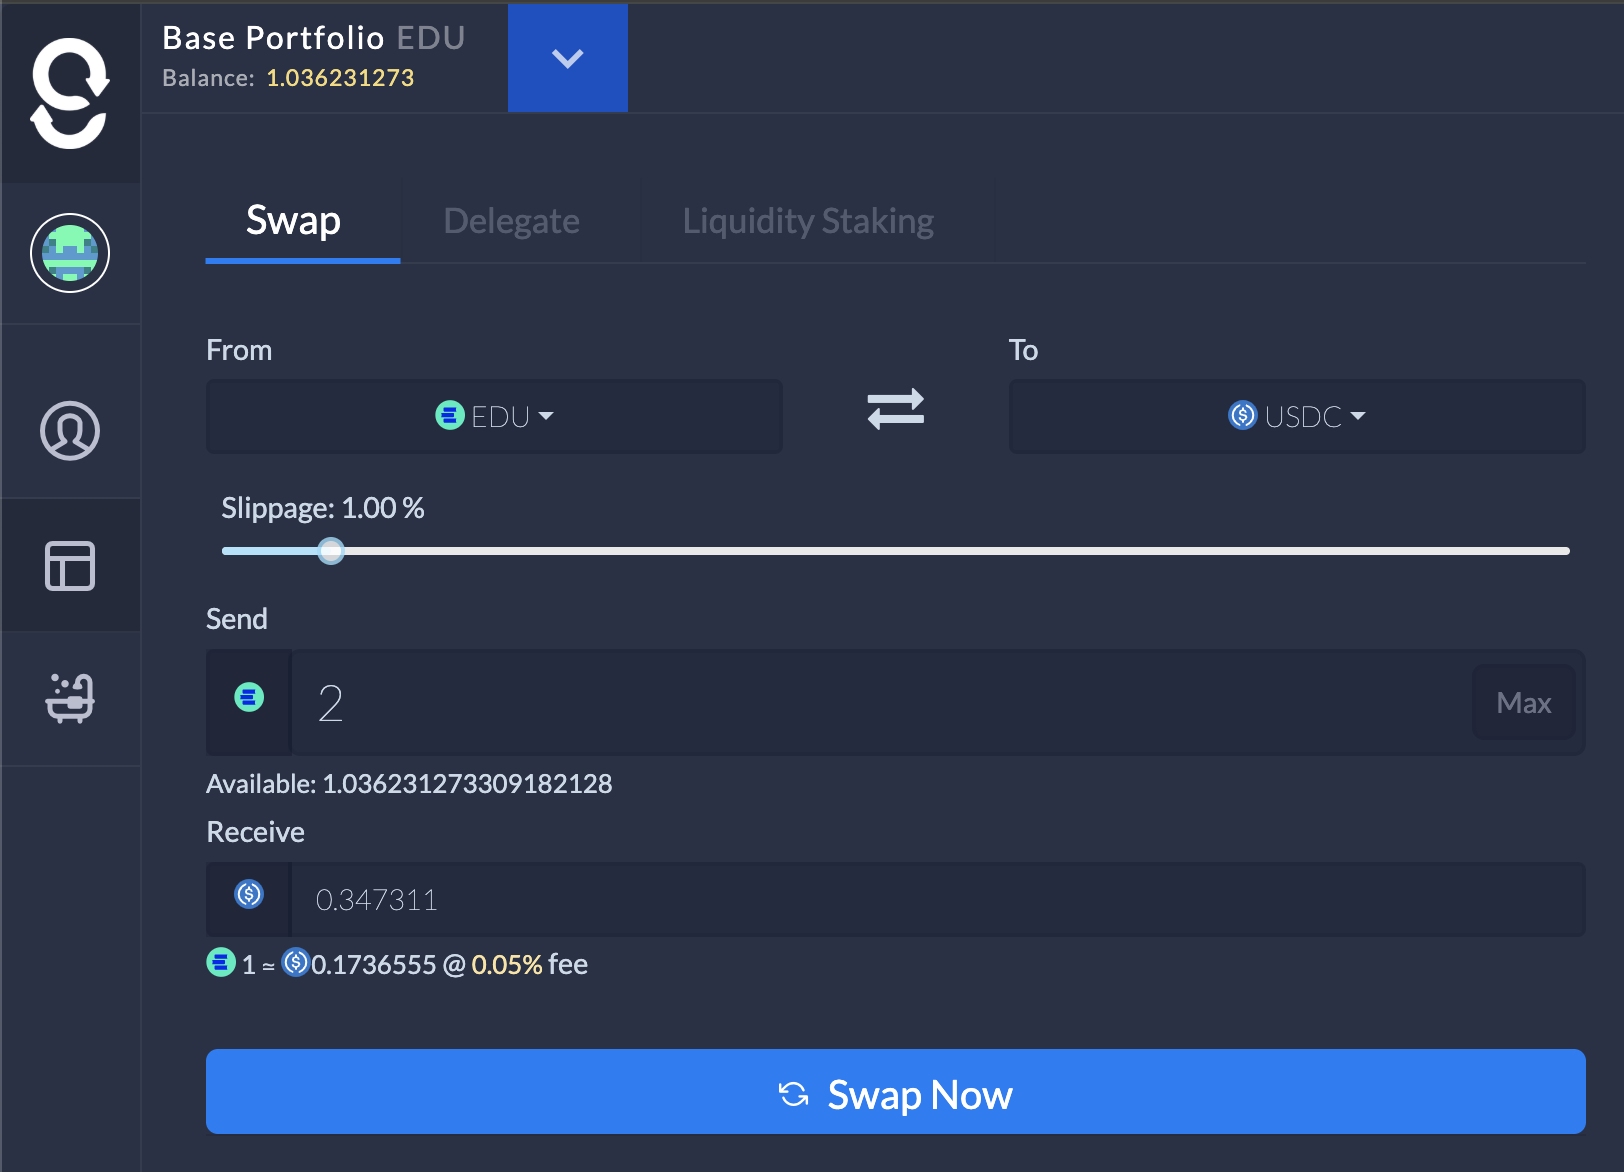 Base Portfolio EDU
Balance: 1.036231273
Swap
Delegate
Liquidity Staking
From
To
EDU
USDC
Slippage: 1.00 %
Send
2
Max
Available: 1.036231273309182128
Receive
0.347311
1 ≃ 0.1736555 @ 0.05% fee
Swap Now